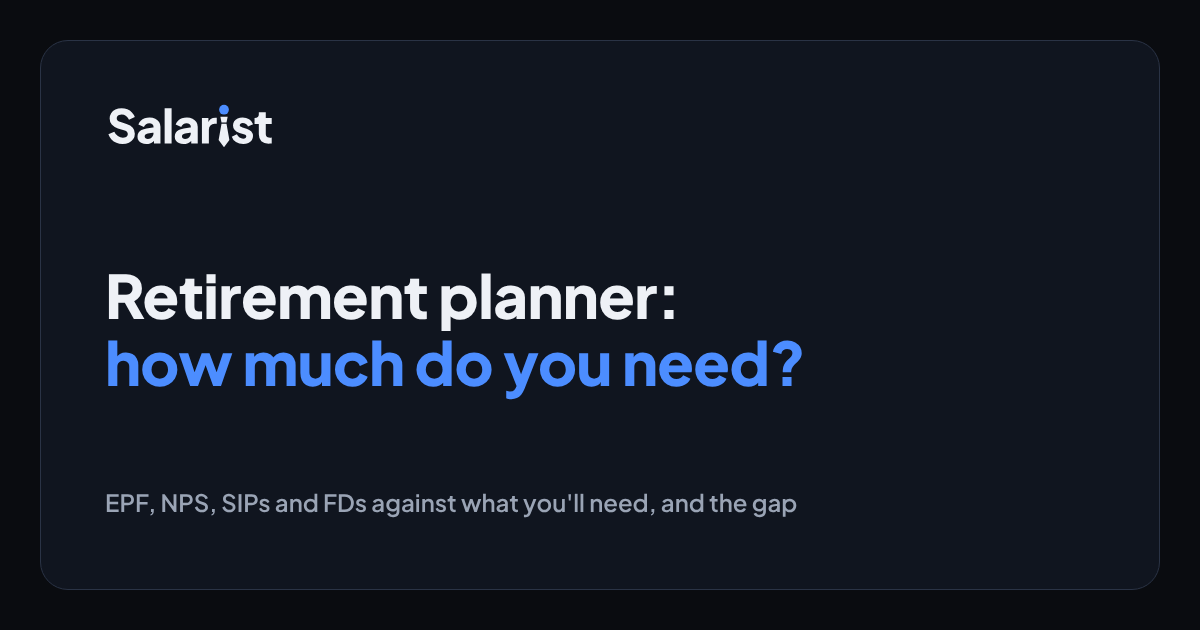 Salarist
Retirement planner:
how much do you need?
EPF, NPS, SIPs and FDs against what you'll need, and the gap